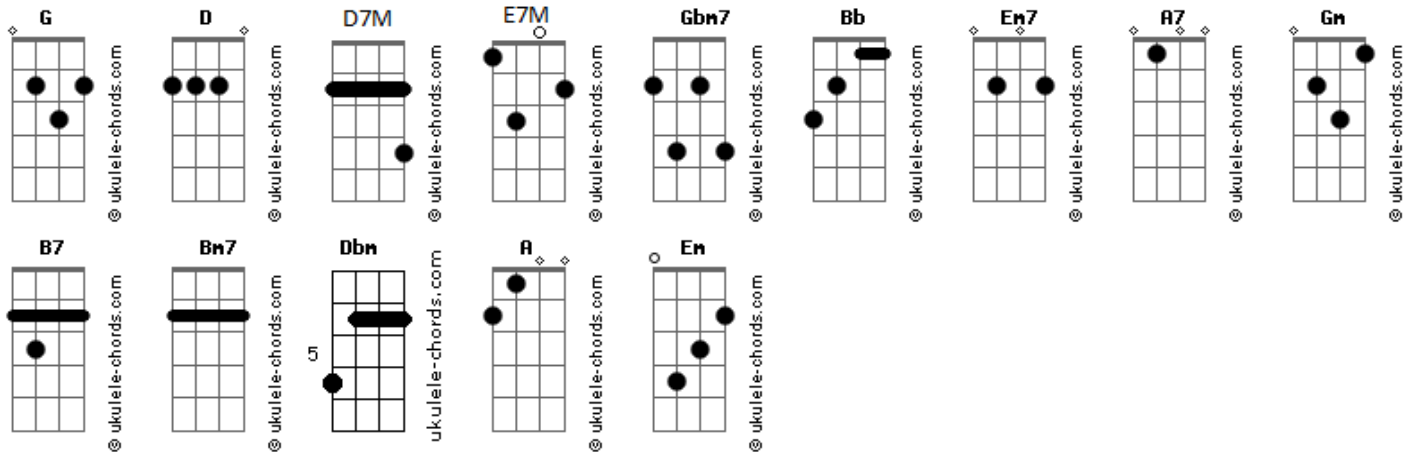 G D D7M E7M Gbm7 Bb Em7 A7 Gm
© ukulele-chords.com © ukulele-chords.com © ukulele-chords.com © ukulele-chords.com © ukulele-chords.com © ukulele-chords.com © ukulele-chords.com © ukulele-chords.com © ukulele-chords.com
B7 Bm7 Dbm A Em
5
© ukulele-chords.com © ukulele-chords.com ukulele-chords.com © ukulele-chords.com © ukulele-chords.com